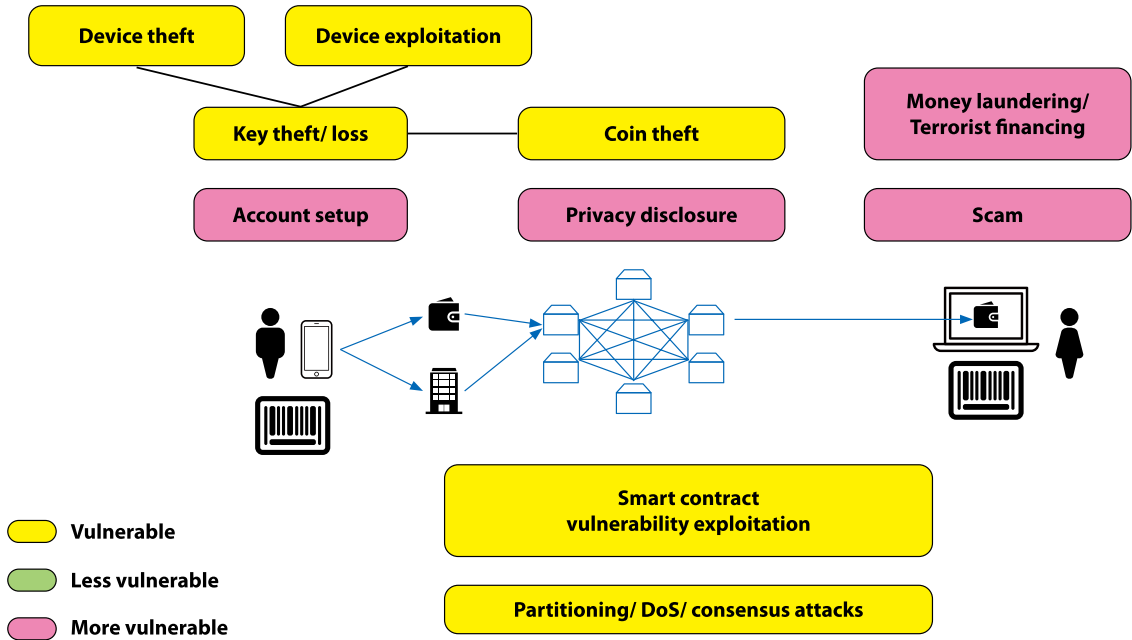 Device theft
Device exploitation
Key theft/ loss
Coin theft
Money laundering/
Terrorist financing
Account setup
Privacy disclosure
Scam
Smart contract
vulnerability exploitation
Partitioning/ DoS/ consensus attacks
Vulnerable
Less vulnerable
More vulnerable